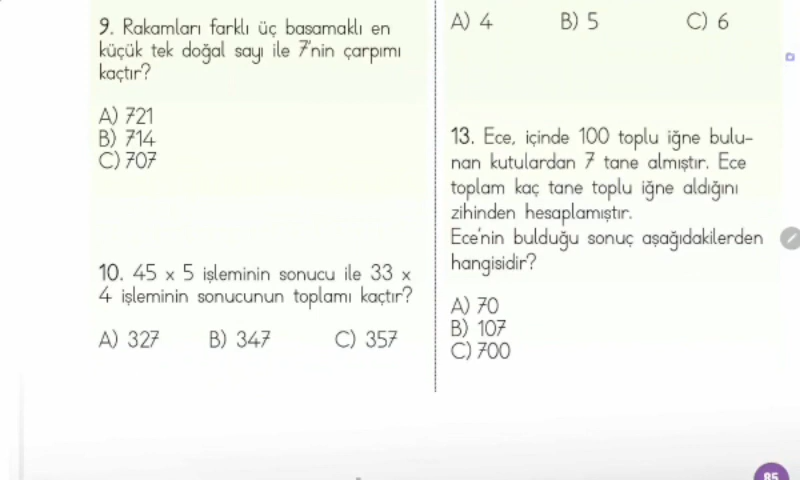 9. Rakamları farklı üç basamaklı en
küçük tek doğal sayı ile 7'nin çarpımı
kaçtır?
A) 721
B) 714
C) 707
10. 45 x 5 işleminin sonucu ile 33 x
4 işleminin sonucunun toplamı kaçtır?
A) 327 B) 347 C) 357
A) 4 B) 5 C) 6
13. Ece, içinde 100 toplu iğne bulu-
nan kutulardan 7 tane almıştır. Ece
toplam kaç tane toplu iğne aldığını
zihinden hesaplamıştır.
Ece'nin bulduğu sonuç aşağıdakilerden
hangisidir?
A) 70
B) 107
C) 700
85